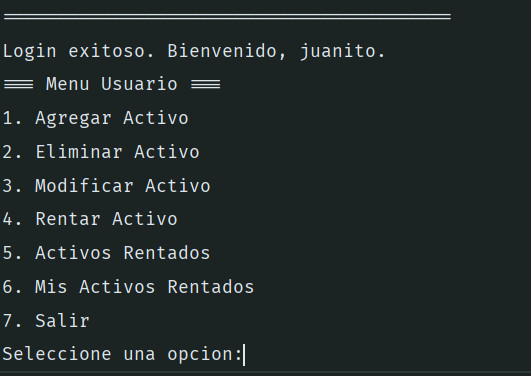 =========================================
Login exitoso. Bienvenido, juanito.
=== Menu Usuario ===
1. Agregar Activo
2. Eliminar Activo
3. Modificar Activo
4. Rentar Activo
5. Activos Rentados
6. Mis Activos Rentados
7. Salir
Seleccione una opcion: